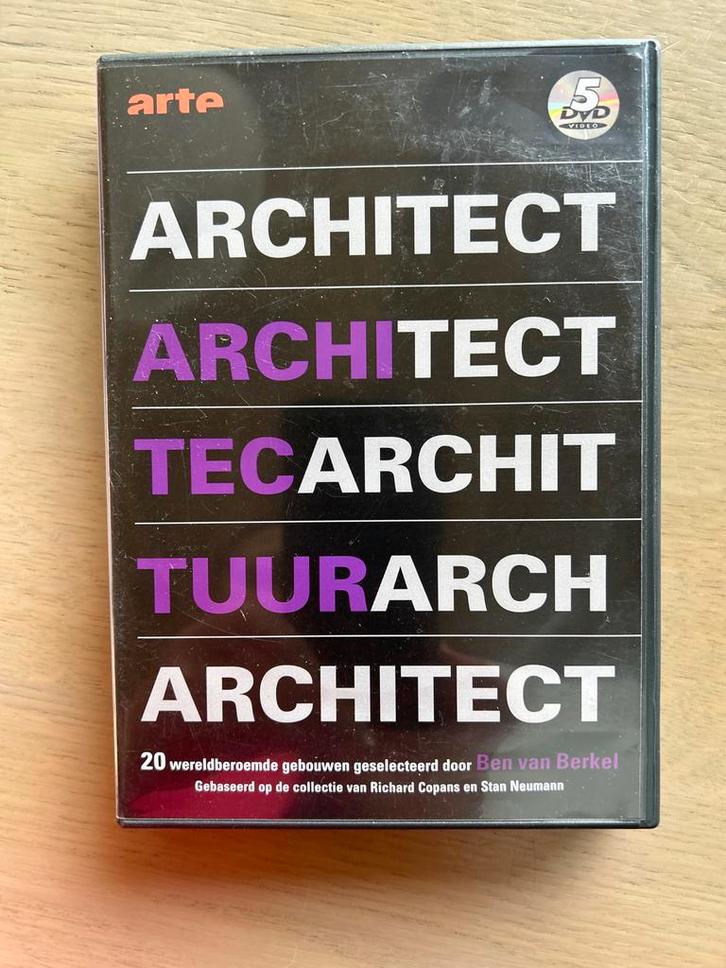 arte
5
DVD
VIDEO
ARCHITECT
ARCHITECT
TECARCHIT
TUURARCH
ARCHITECT
20 wereldberoemde gebouwen geselecteerd door Ben van Berkel
Gebaseerd op de collectie van Richard Copans en Stan Neumann